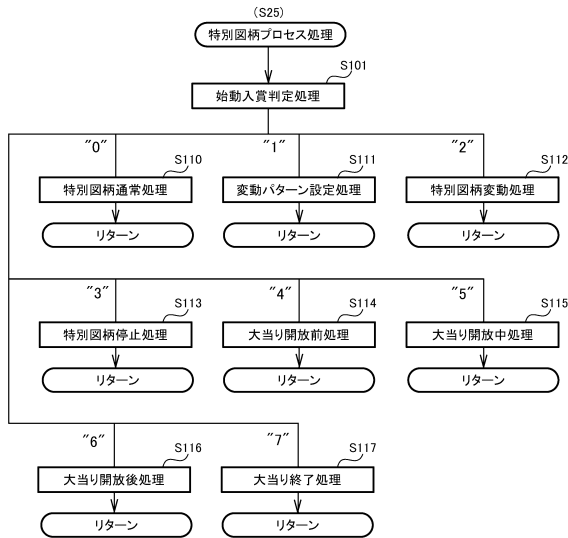 (S25)
特別図柄プロセス処理
S101
始動入賞判定処理
"0"
"1"
"2"
S110
S111
S112
特別図柄通常処理
変動パターン設定処理
特別図柄変動処理
リターン
リターン
リターン
"3"
"4"
"5"
S113
S114
S115
特別図柄停止処理
大当り開放前処理
大当り開放中処理
リターン
リターン
リターン
"6"
"7"
S116
S117
大当り開放後処理
大当り終了処理
リターン
リターン